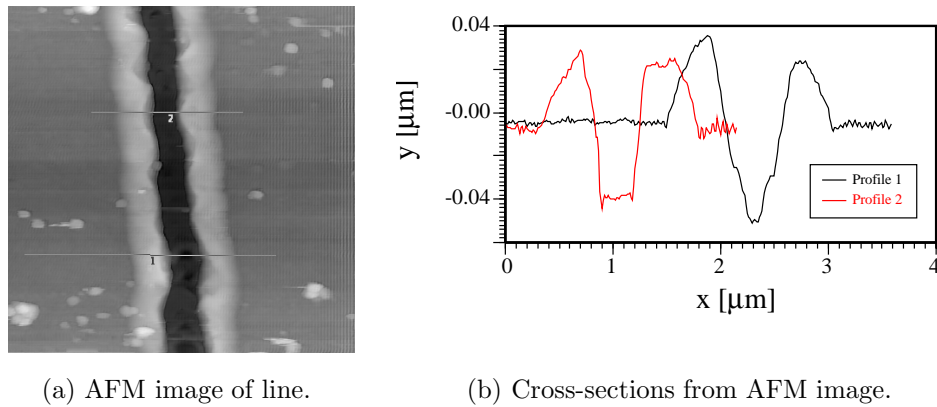 2
1
0.04
-0.00
-0.04
y [μm]
0
1
2
3
4
x [μm]
Profile 1
Profile 2
(a) AFM image of line.
(b) Cross-sections from AFM image.